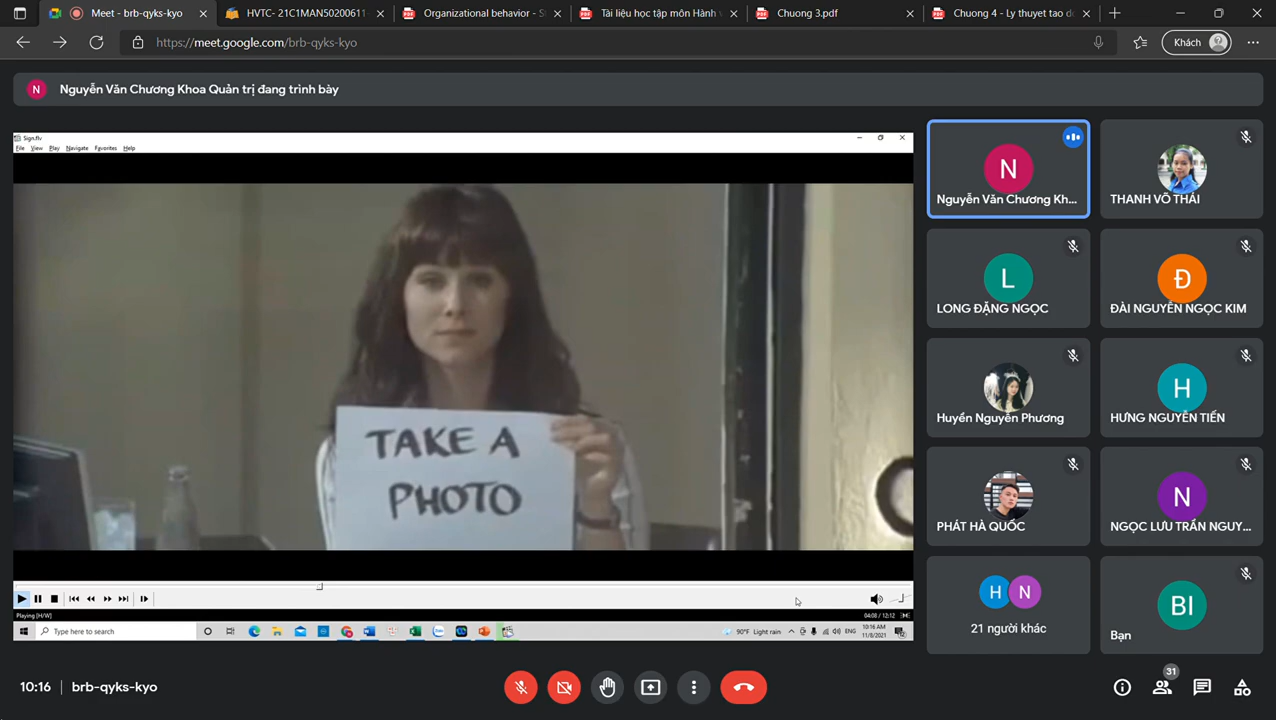 Meet - brb-qyks-kyo
HVTC- 21C1MAN50200611-
Organizational behavior - S
Tài liệu học tập môn Hành v
Chuong 3.pdf
Chuong 4 - Ly thuyet tao d
https://meet.google.com/brb-qyks-kyo
Khách
N
Nguyễn Văn Chương Khoa Quản trị đang trình bày
Sign.flv
File View Play Navigate Favorites Help
TAKE A
PHOTO
Playing [H/W]
04:08 / 12:12
Type here to search
90°F Light rain
ENG
10:16 AM
11/8/2021
N
Nguyễn Văn Chương Kh...
THANH VÕ THÁI
L
LONG ĐẶNG NGỌC
Đ
ĐÀI NGUYỄN NGỌC KIM
Huyền Nguyễn Phương
H
HƯNG NGUYỄN TIẾN
PHÁT HÀ QUỐC
N
NGỌC LƯU TRẦN NGUY...
H N
21 người khác
BI
Bạn
10:16
brb-qyks-kyo
31